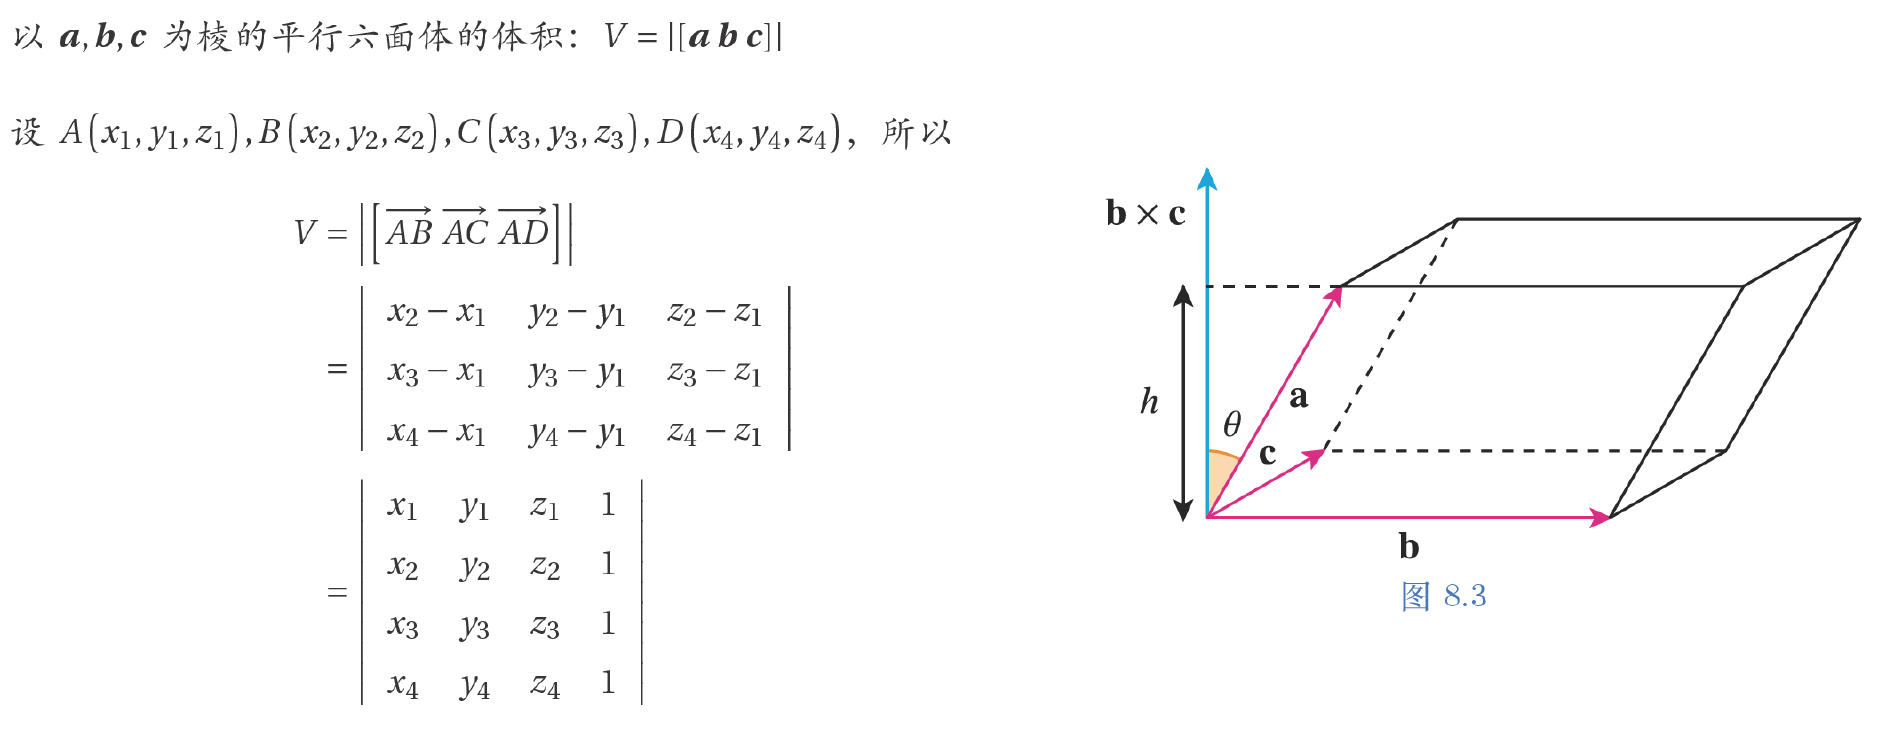 以 a,b,c 为棱的平行六面体的体积：V = |[a b c]|
设 A(x₁,y₁,z₁),B(x₂,y₂,z₂),C(x₃,y₃,z₃),D(x₄,y₄,z₄)，所以
V = |[AB⃗ AC⃗ AD⃗]|
= | x₂ − x₁ y₂ − y₁ z₂ − z₁ |
| x₃ − x₁ y₃ − y₁ z₃ − z₁ |
| x₄ − x₁ y₄ − y₁ z₄ − z₁ |
= | x₁ y₁ z₁ 1 |
| x₂ y₂ z₂ 1 |
| x₃ y₃ z₃ 1 |
| x₄ y₄ z₄ 1 |
b × c
h
a
θ
c
b
图 8.3